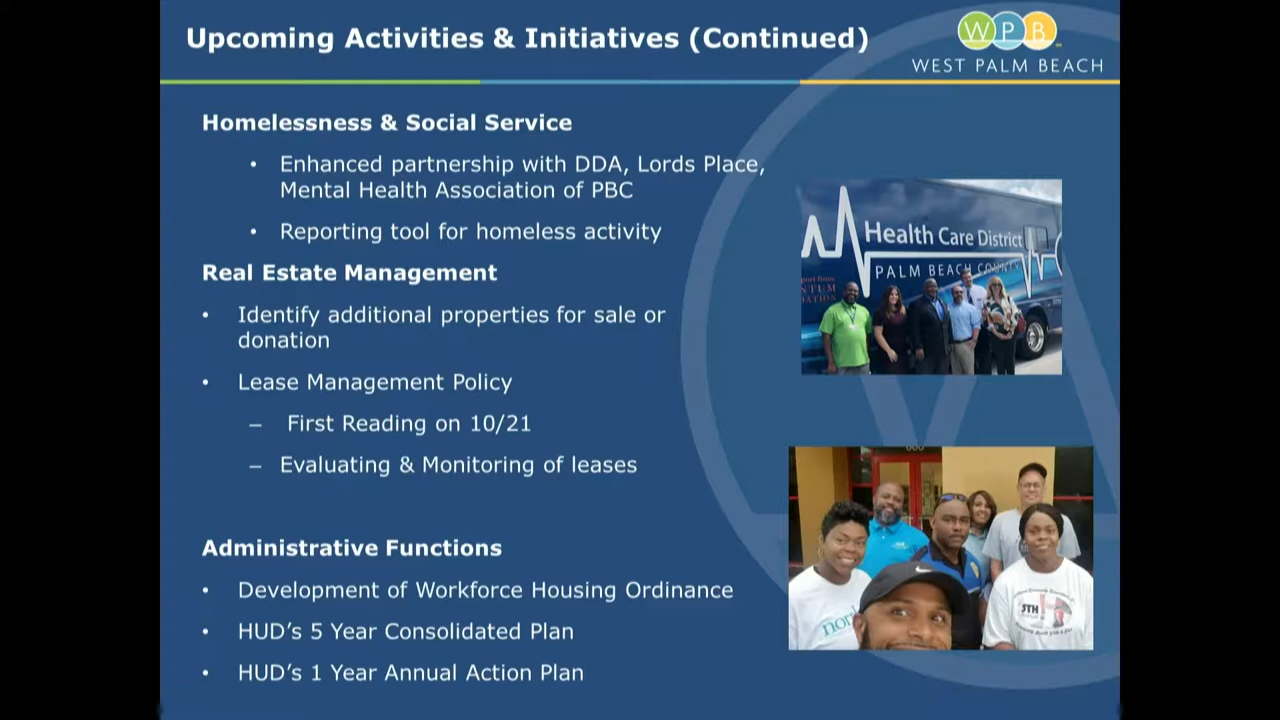 Upcoming Activities & Initiatives (Continued)
WPB
WEST PALM BEACH
Homelessness & Social Service
• Enhanced partnership with DDA, Lords Place,
Mental Health Association of PBC
• Reporting tool for homeless activity
Real Estate Management
• Identify additional properties for sale or
donation
• Lease Management Policy
– First Reading on 10/21
– Evaluating & Monitoring of leases
Administrative Functions
• Development of Workforce Housing Ordinance
• HUD’s 5 Year Consolidated Plan
• HUD’s 1 Year Annual Action Plan
Health Care District
PALM BEACH COUNTY